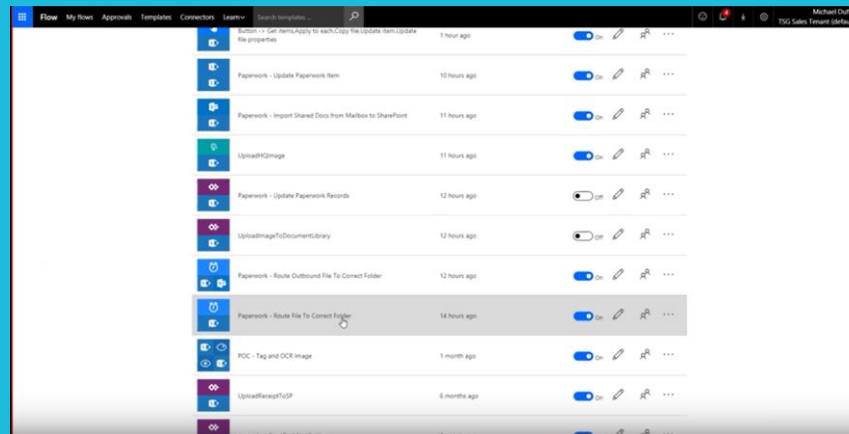 Flow My flows Approvals Templates Connectors Learn Search templates ...
Michael Duf
TSG Sales Tenant (defau
Button -> Get items,Apply to each,Copy file,Update item,Update
file properties
1 hour ago
On
Paperwork - Update Paperwork Item
10 hours ago
On
Paperwork - Import Shared Docs from Mailbox to SharePoint
11 hours ago
On
UploadHQImage
11 hours ago
On
Paperwork - Update Paperwork Records
12 hours ago
Off
UploadImageToDocumentLibrary
12 hours ago
Off
Paperwork - Route Outbound File To Correct Folder
12 hours ago
On
Paperwork - Route File To Correct Folder
14 hours ago
On
POC - Tag and OCR Image
1 month ago
On
UploadReceiptToSP
6 months ago
On